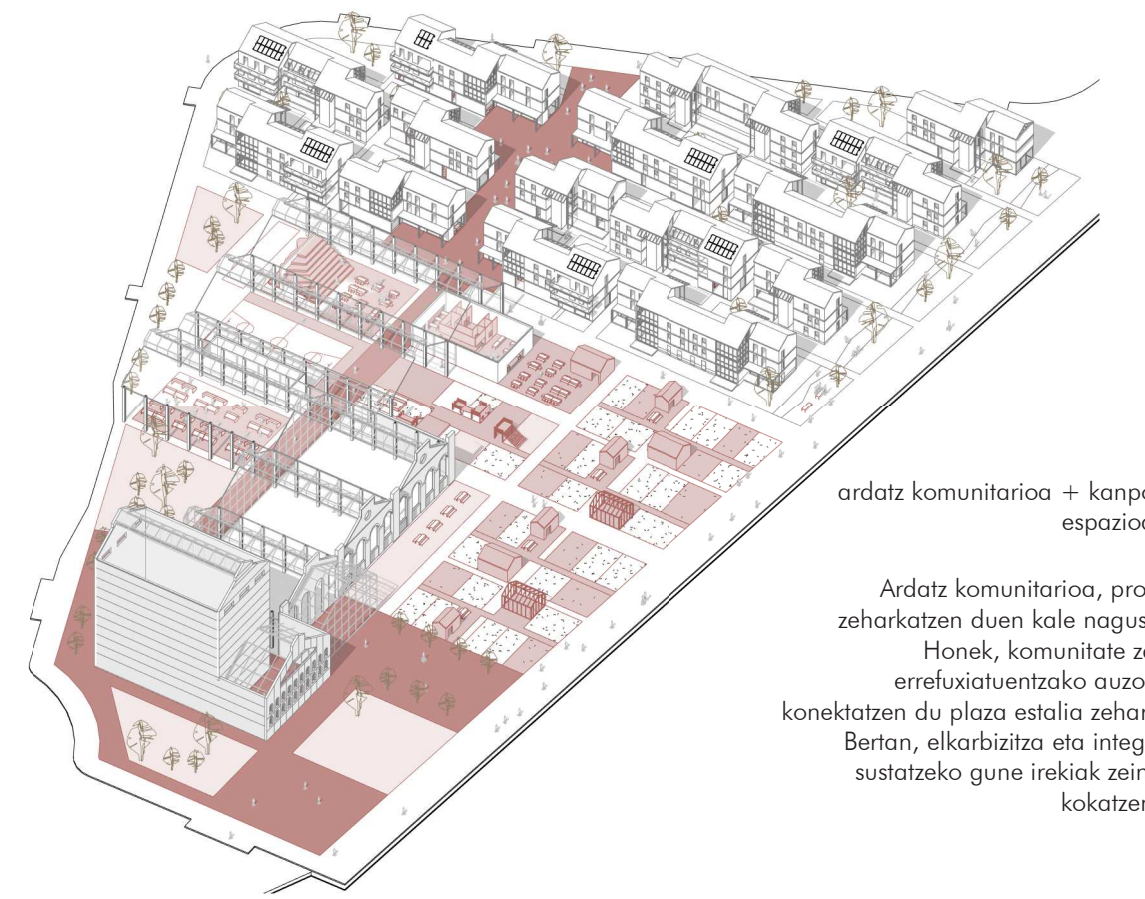 ardatz komunitarioa + kanpo
espazioa
Ardatz komunitarioa, pro
zeharkatzen duen kale nagus
Honek, komunitate ze
errefuxiatuentzako auzo
konektatzen du plaza estalia zehar
Bertan, elkarbizitza eta integ
sustatzeko gune irekiak zein
kokatzen